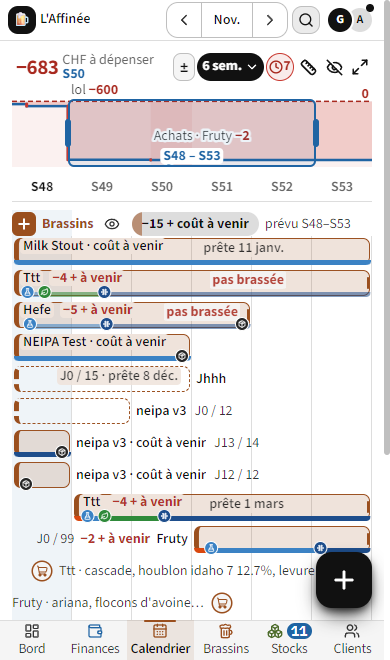 L'Affinée
Nov.
G A
−683 CHF à dépenser S50
± 6 sem. 7
lol −600
0
Achats · Fruty −2
S48 – S53
S48 S49 S50 S51 S52 S53
Brassins −15 + coût à venir prévu S48–S53
Milk Stout · coût à venir prête 11 janv.
Ttt −4 + à venir pas brassée
Hefe −5 + à venir pas brassée
NEIPA Test · coût à venir
J0 / 15 · prête 8 déc. Jhhh
neipa v3 J0 / 12
neipa v3 · coût à venir J13 / 14
neipa v3 · coût à venir J12 / 12
Ttt −4 + à venir prête 1 mars
J0 / 99 −2 + à venir Fruty
Ttt · cascade, houblon idaho 7 12.7%, levure
Fruty · ariana, flocons d'avoine…
+
11
Bord Finances Calendrier Brassins Stocks Clients